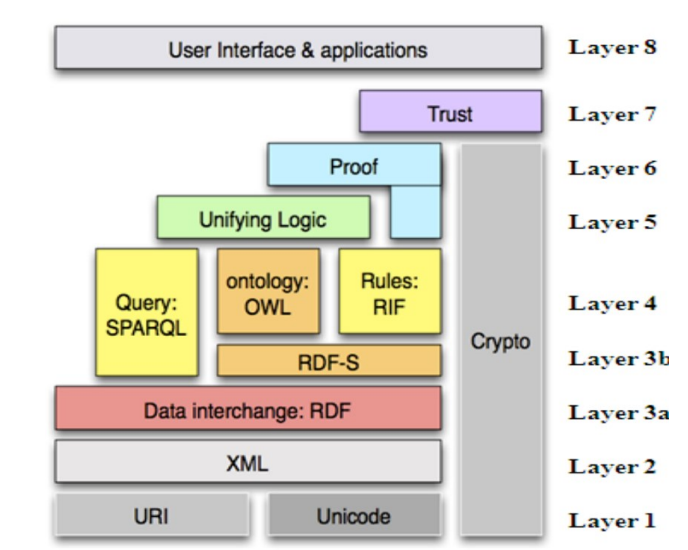 User Interface & applications
Layer 8
Trust
Layer 7
Proof
Layer 6
Unifying Logic
Layer 5
Query:
SPARQL
ontology:
OWL
Rules:
RIF
Layer 4
Crypto
RDF-S
Layer 3b
Data interchange: RDF
Layer 3a
XML
Layer 2
URI
Unicode
Layer 1